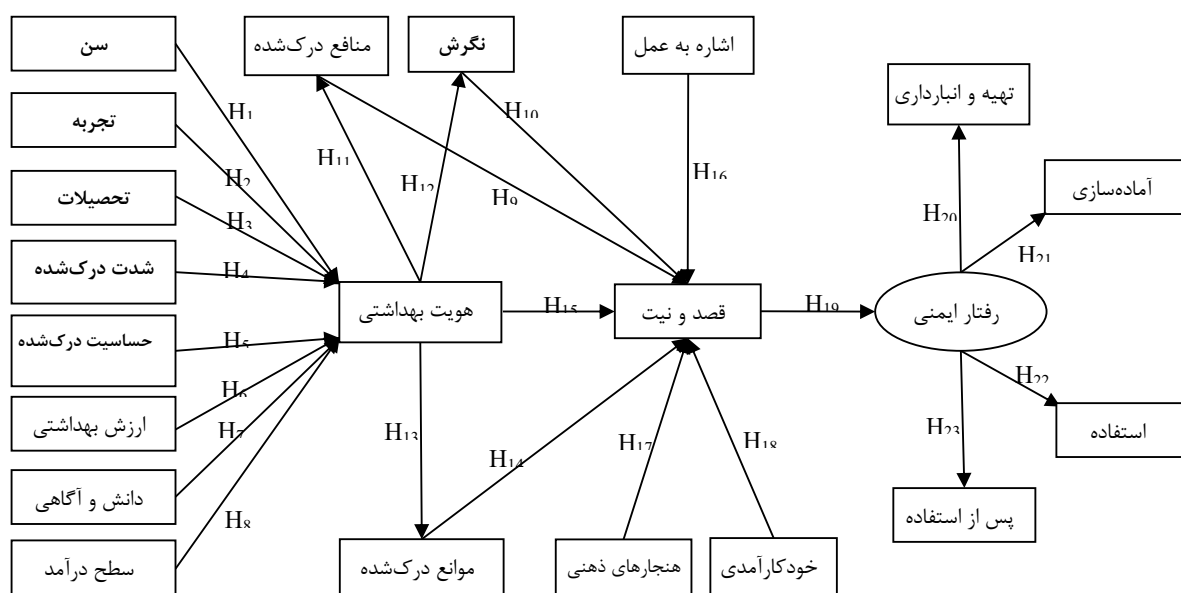 سن
تجربه
تحصیلات
شدت درک‌شده
حساسیت درک‌شده
ارزش بهداشتی
دانش و آگاهی
سطح درآمد
H1
H2
H3
H4
H5
H6
H7
H8
منافع درک‌شده
نگرش
اشاره به عمل
H11
H12
H9
H10
H16
هویت بهداشتی
H15
قصد و نیت
H19
رفتار ایمنی
H13
H14
H17
H18
موانع درک‌شده
هنجارهای ذهنی
خودکارآمدی
تهیه و انبارداری
آماده‌سازی
استفاده
پس از استفاده
H20
H21
H22
H23